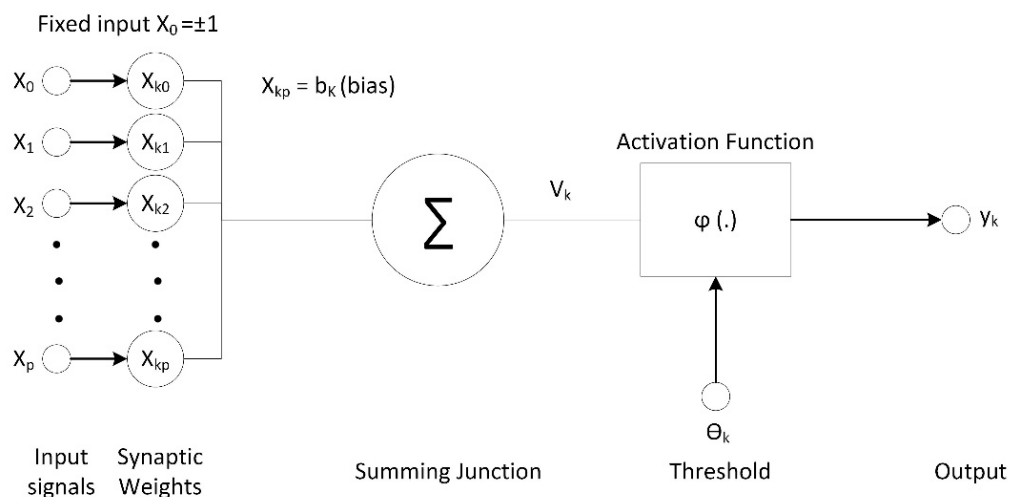 Fixed input X₀ =±1
X₀
Xₖ₀
Xₖₚ = bₖ (bias)
X₁
Xₖ₁
Activation Function
X₂
Xₖ₂
∑
Vₖ
φ (.)
yₖ
Xₚ
Xₖₚ
Θₖ
Input signals
Synaptic Weights
Summing Junction
Threshold
Output